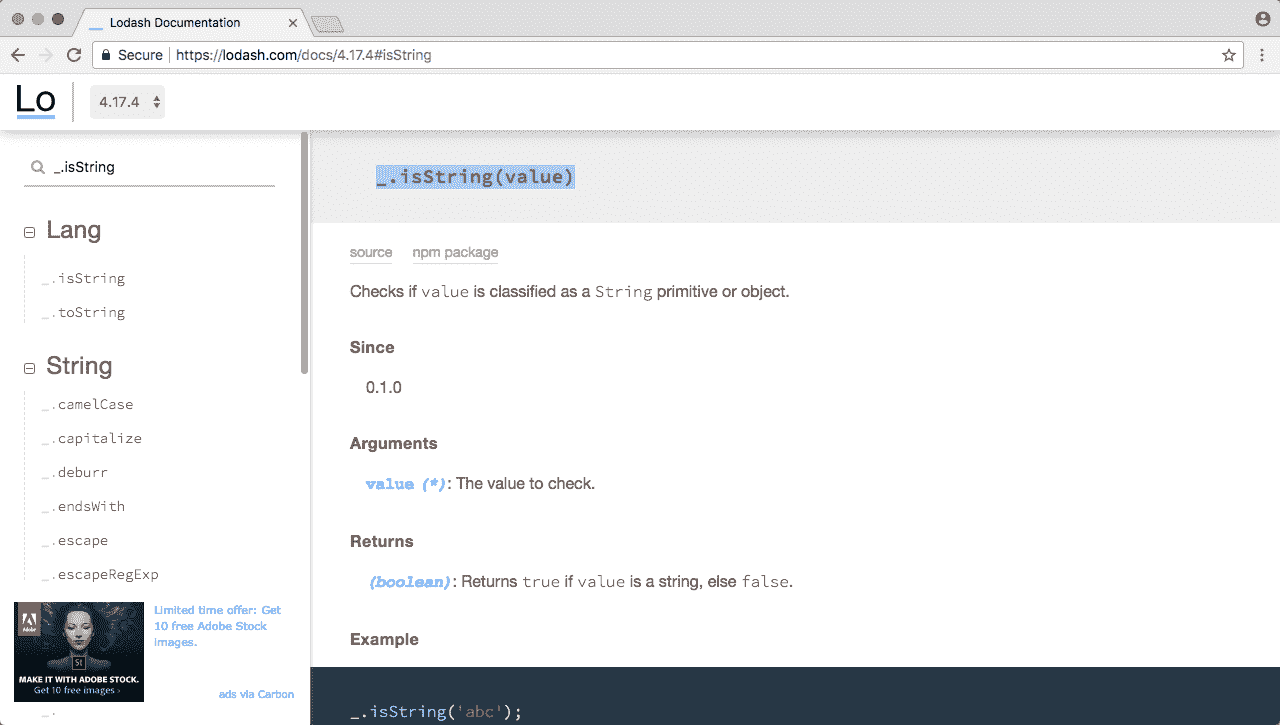 Lodash Documentation
Secure https://lodash.com/docs/4.17.4#isString
Lo 4.17.4
_.isString
Lang
_.isString
_.toString
String
_.camelCase
_.capitalize
_.deburr
_.endsWith
_.escape
_.escapeRegExp
Adobe
St
MAKE IT WITH ADOBE STOCK.
Get 10 free images ›
Limited time offer: Get
10 free Adobe Stock
images.
ads via Carbon
_.isString(value)
source npm package
Checks if value is classified as a String primitive or object.
Since
0.1.0
Arguments
value (*): The value to check.
Returns
(boolean): Returns true if value is a string, else false.
Example
_.isString('abc');